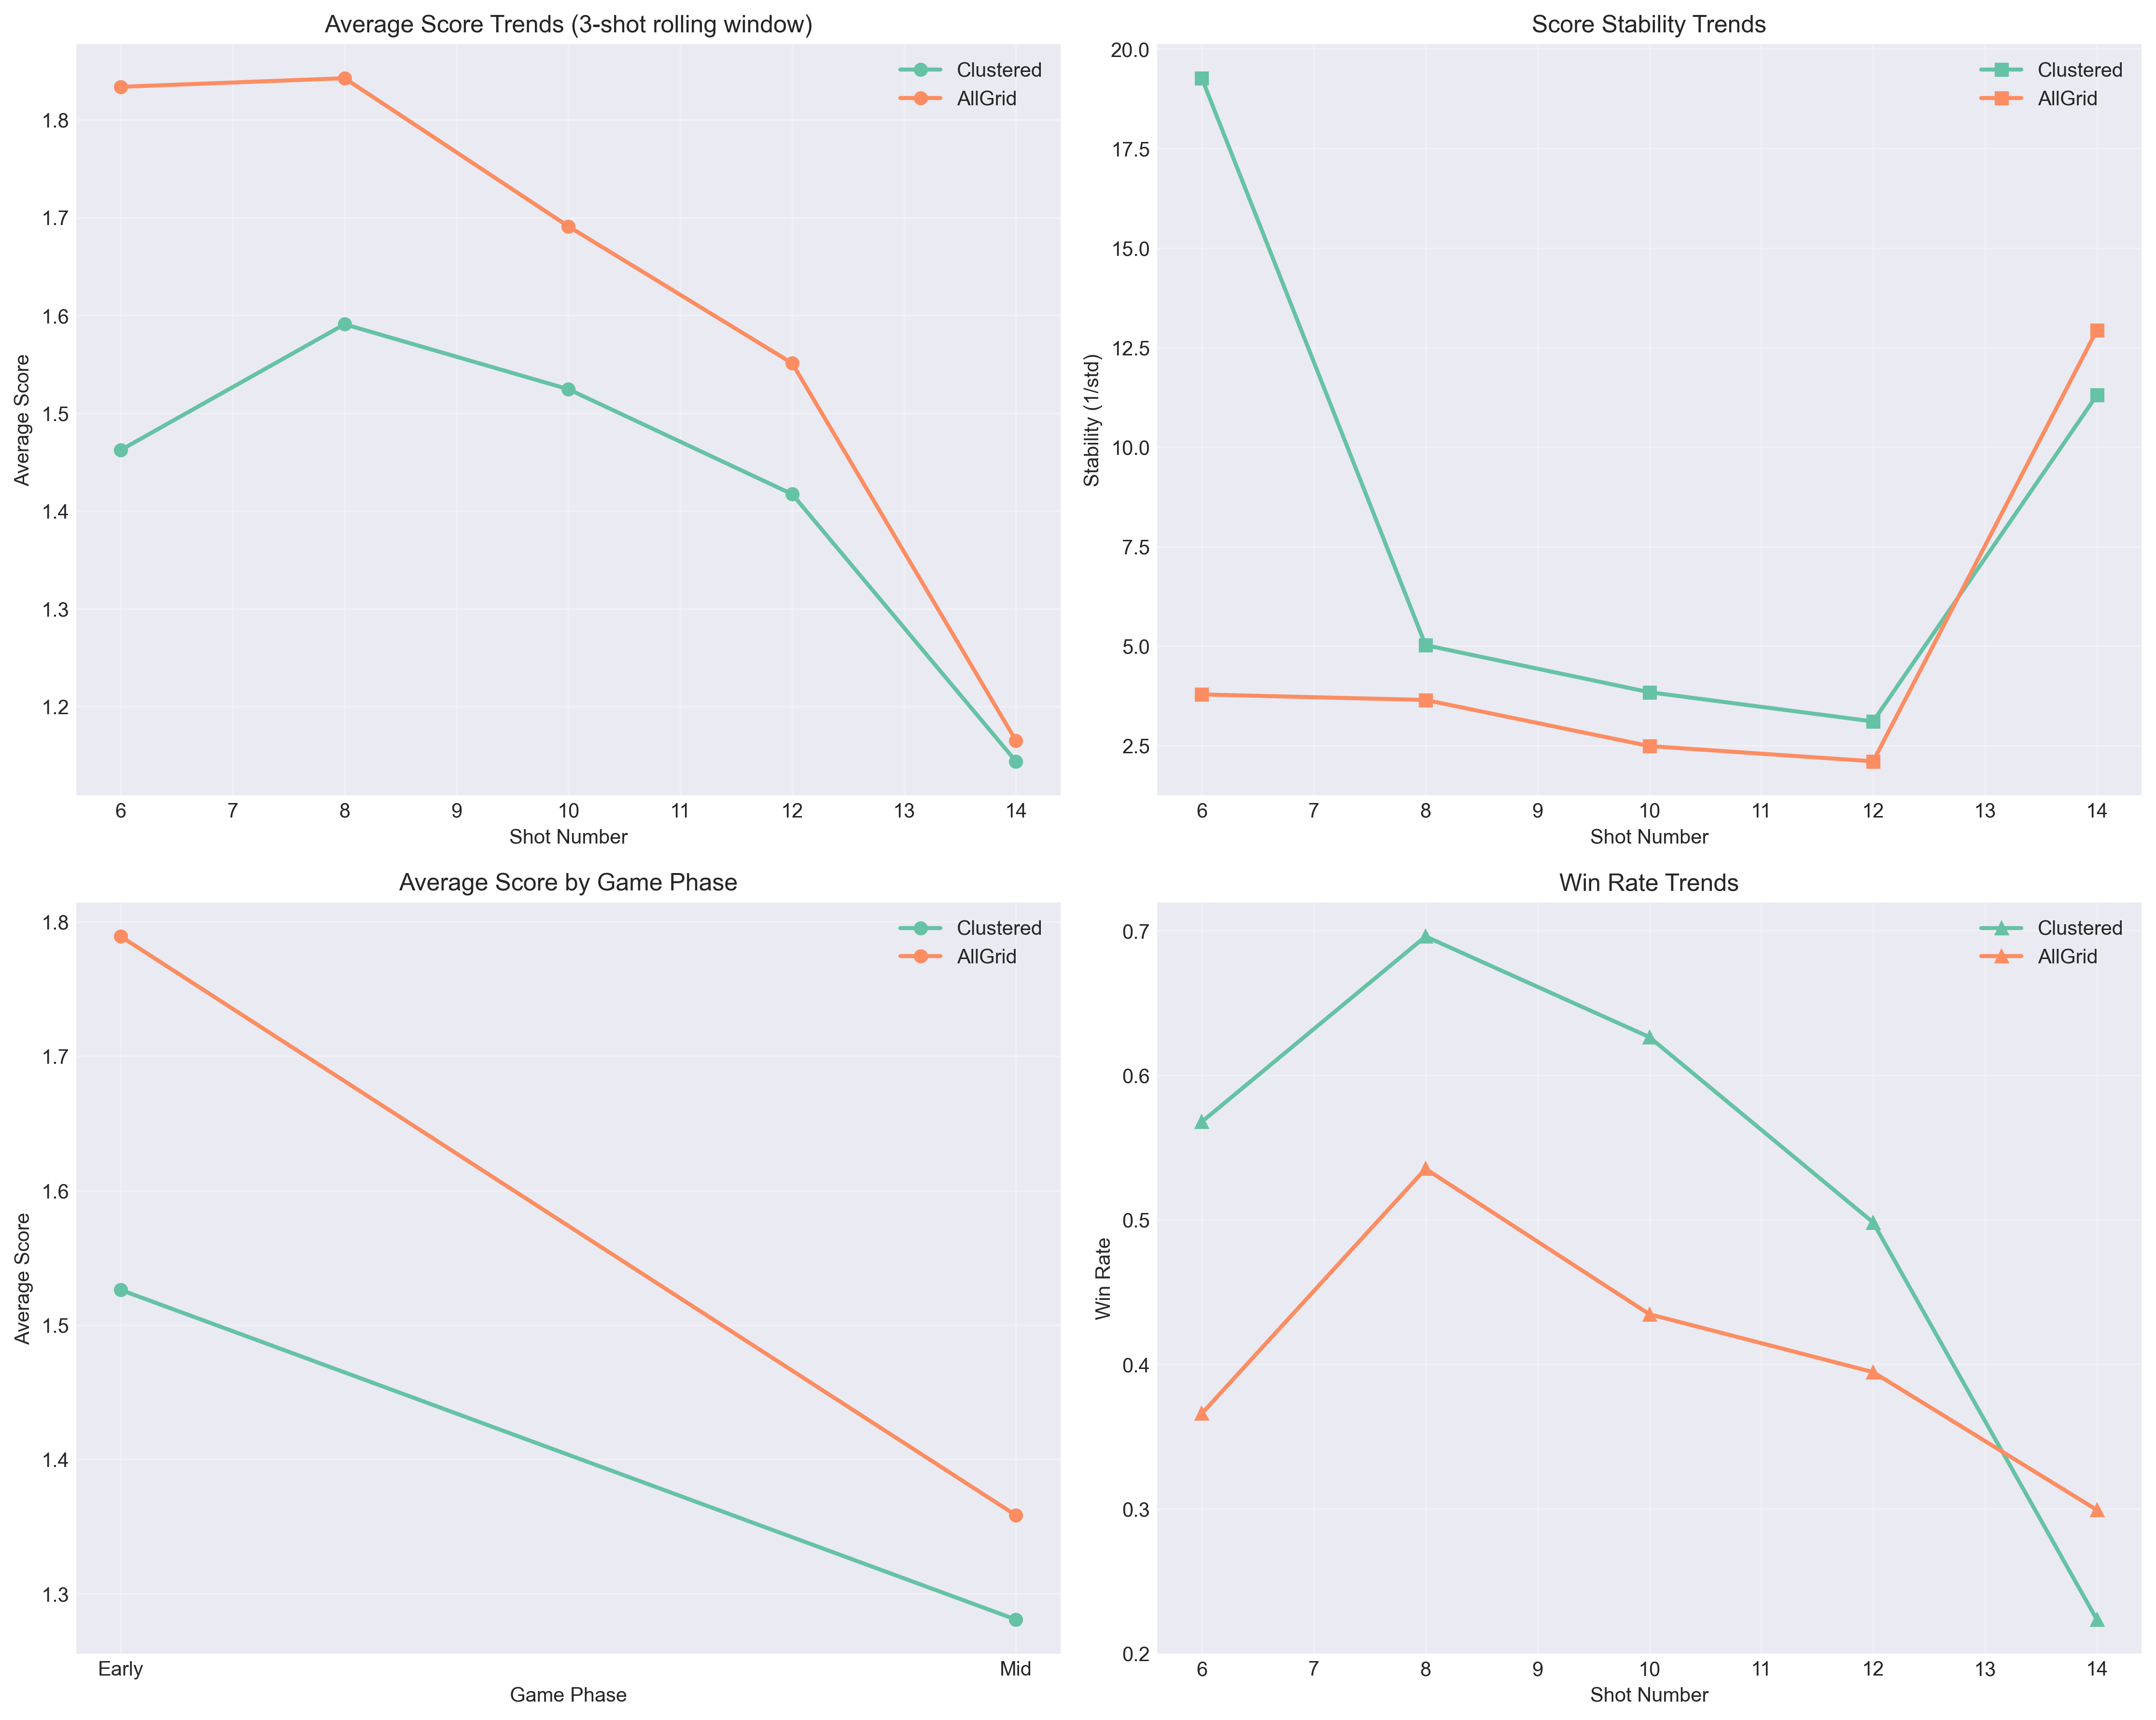 Average Score Trends (3-shot rolling window)
Clustered
AllGrid
1.8
1.7
1.6
1.5
1.4
1.3
1.2
Average Score
6 7 8 9 10 11 12 13 14
Shot Number
Score Stability Trends
Clustered
AllGrid
20.0
17.5
15.0
12.5
10.0
7.5
5.0
2.5
Stability (1/std)
6 7 8 9 10 11 12 13 14
Shot Number
Average Score by Game Phase
Clustered
AllGrid
1.8
1.7
1.6
1.5
1.4
1.3
Average Score
Early Mid
Game Phase
Win Rate Trends
Clustered
AllGrid
0.7
0.6
0.5
0.4
0.3
0.2
Win Rate
6 7 8 9 10 11 12 13 14
Shot Number